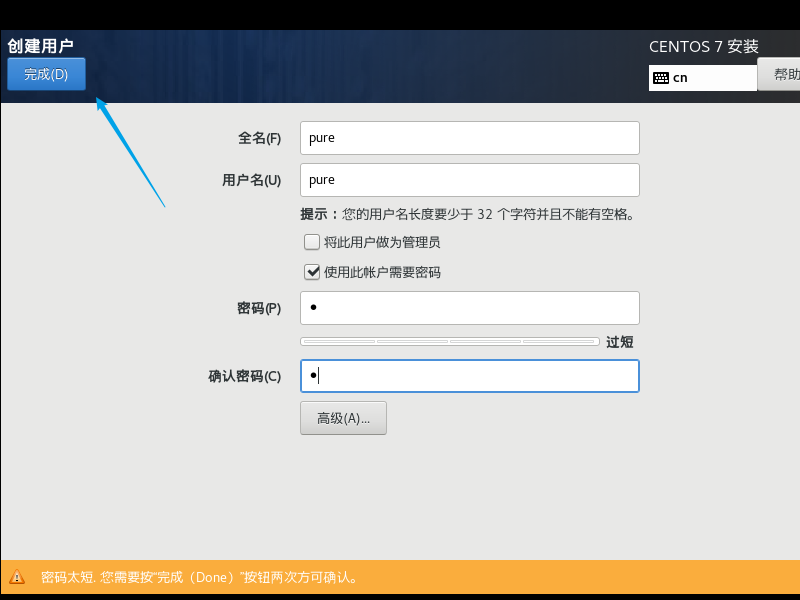 创建用户
CENTOS 7 安装
完成(D)
cn
帮助
全名(F)
pure
用户名(U)
pure
提示：您的用户名长度要少于 32 个字符并且不能有空格。
将此用户做为管理员
使用此帐户需要密码
密码(P)
●
过短
确认密码(C)
●
高级(A)...
密码太短. 您需要按"完成（Done）"按钮两次方可确认。